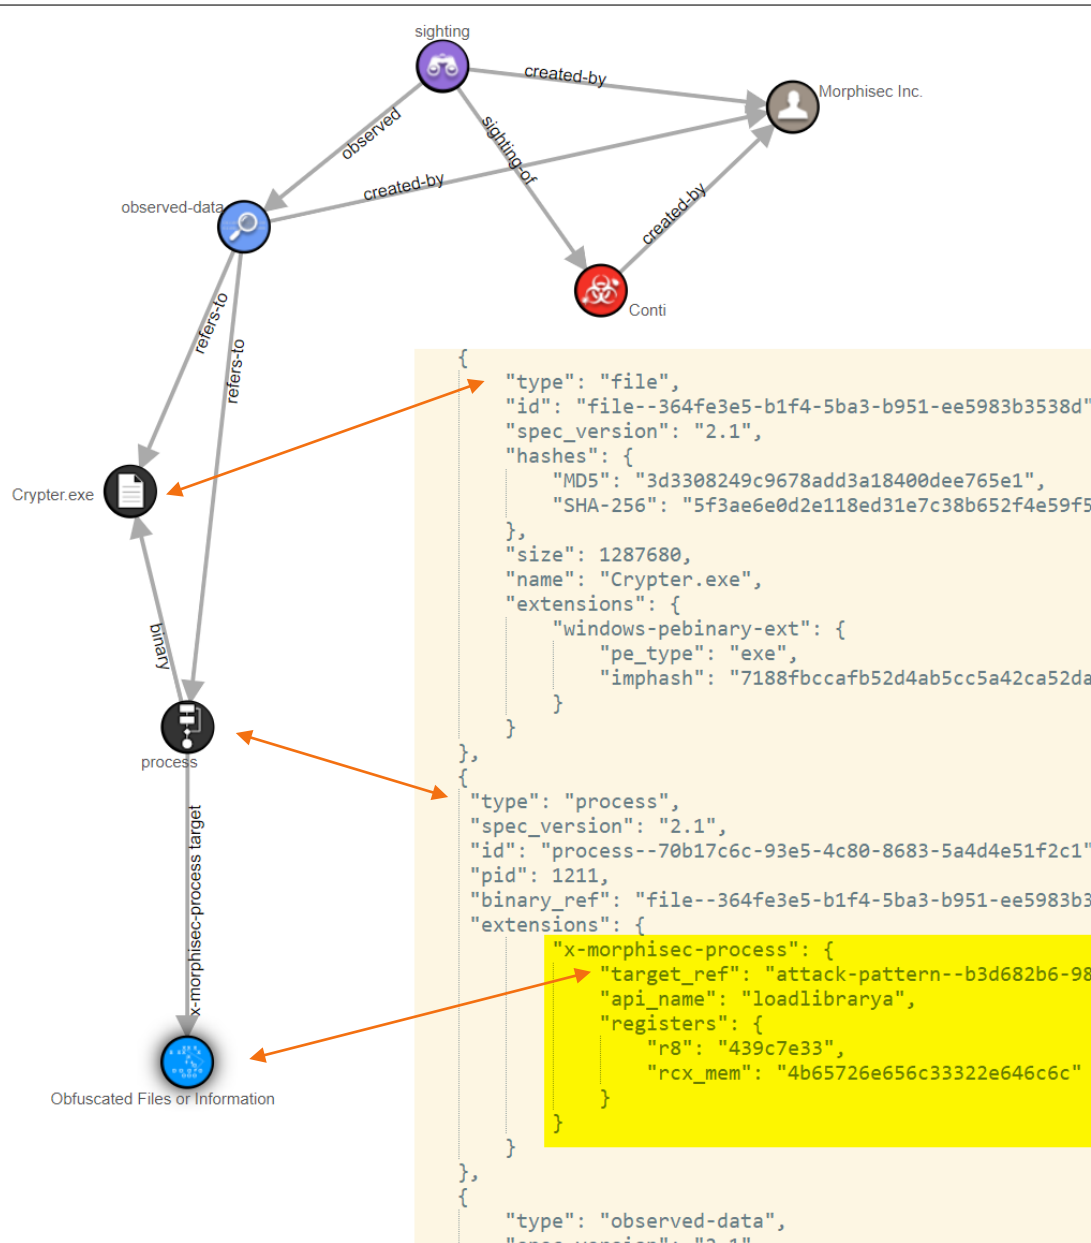 sighting
created-by
Morphisec Inc.
observed
sighting-of
observed-data
created-by
created-by
Conti
refers-to
refers-to
{
"type": "file",
"id": "file--364fe3e5-b1f4-5ba3-b951-ee5983b3538d"
"spec_version": "2.1",
"hashes": {
"MD5": "3d3308249c9678add3a18400dee765e1",
"SHA-256": "5f3ae6e0d2e118ed31e7c38b652f4e59f5
},
"size": 1287680,
"name": "Crypter.exe",
"extensions": {
"windows-pebinary-ext": {
"pe_type": "exe",
"imphash": "7188fbccafb52d4ab5cc5a42ca52da
}
}
},
Crypter.exe
binary
process
{
"type": "process",
"spec_version": "2.1",
"id": "process--70b17c6c-93e5-4c80-8683-5a4d4e51f2c1"
"pid": 1211,
"binary_ref": "file--364fe3e5-b1f4-5ba3-b951-ee5983b3
"extensions": {
"x-morphisec-process": {
"target_ref": "attack-pattern--b3d682b6-98
"api_name": "loadlibrarya",
"registers": {
"r8": "439c7e33",
"rcx_mem": "4b65726e656c33322e646c6c"
}
}
}
},
x-morphisec-process target
Obfuscated Files or Information
{
"type": "observed-data",
"spec_version": "2.1"